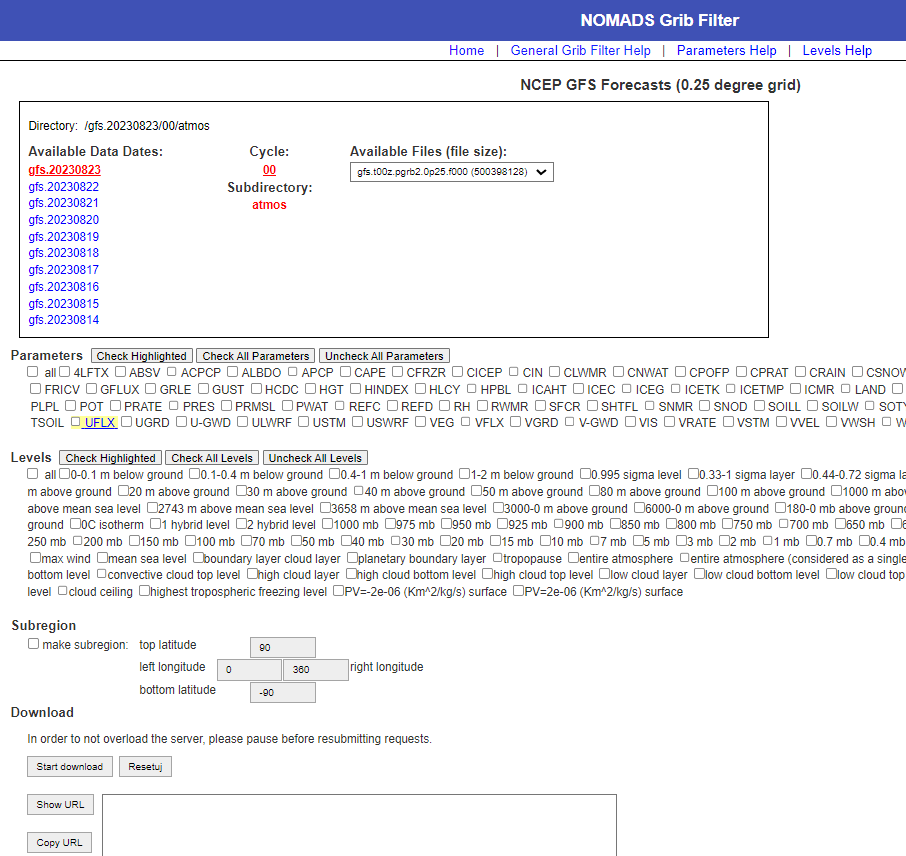 NOMADS Grib Filter
Home | General Grib Filter Help | Parameters Help | Levels Help
NCEP GFS Forecasts (0.25 degree grid)
Directory: /gfs.20230823/00/atmos
Available Data Dates: Cycle: Available Files (file size):
gfs.20230823 00 gfs.t00z.pgrb2.0p25.f000 (500398128)
gfs.20230822 Subdirectory:
gfs.20230821 atmos
gfs.20230820
gfs.20230819
gfs.20230818
gfs.20230817
gfs.20230816
gfs.20230815
gfs.20230814
Parameters Check Highlighted Check All Parameters Uncheck All Parameters
all 4LFTX ABSV ACPCP ALBDO APCP CAPE CFRZR CICEP CIN CLWMR CNWAT CPOFP CPRAT CRAIN CSNOW
FRICV GFLUX GRLE GUST HCDC HGT HINDEX HLCY HPBL ICAHT ICEC ICEG ICETK ICETMP ICMR LAND
PLPL POT PRATE PRES PRMSL PWAT REFC REFD RH RWMR SFCR SHTFL SNMR SNOD SOILL SOILW SOTY
TSOIL UFLX UGRD U-GWD ULWRF USTM USWRF VEG VFLX VGRD V-GWD VIS VRATE VSTM VVEL VWSH W
Levels Check Highlighted Check All Levels Uncheck All Levels
all 0-0.1 m below ground 0.1-0.4 m below ground 0.4-1 m below ground 1-2 m below ground 0.995 sigma level 0.33-1 sigma layer 0.44-0.72 sigma la
m above ground 20 m above ground 30 m above ground 40 m above ground 50 m above ground 80 m above ground 100 m above ground 1000 m abo
above mean sea level 2743 m above mean sea level 3658 m above mean sea level 3000-0 m above ground 6000-0 m above ground 180-0 mb above groun
ground 0C isotherm 1 hybrid level 2 hybrid level 1000 mb 975 mb 950 mb 925 mb 900 mb 850 mb 800 mb 750 mb 700 mb 650 mb 6
250 mb 200 mb 150 mb 100 mb 70 mb 50 mb 40 mb 30 mb 20 mb 15 mb 10 mb 7 mb 5 mb 3 mb 2 mb 1 mb 0.7 mb 0.4 mb
max wind mean sea level boundary layer cloud layer planetary boundary layer tropopause entire atmosphere entire atmosphere (considered as a single
bottom level convective cloud top level high cloud layer high cloud bottom level high cloud top level low cloud layer low cloud bottom level low cloud top
level cloud ceiling highest tropospheric freezing level PV=-2e-06 (Km^2/kg/s) surface PV=2e-06 (Km^2/kg/s) surface
Subregion
make subregion: top latitude 90
left longitude 0 360 right longitude
bottom latitude -90
Download
In order to not overload the server, please pause before resubmitting requests.
Start download Resetuj
Show URL
Copy URL